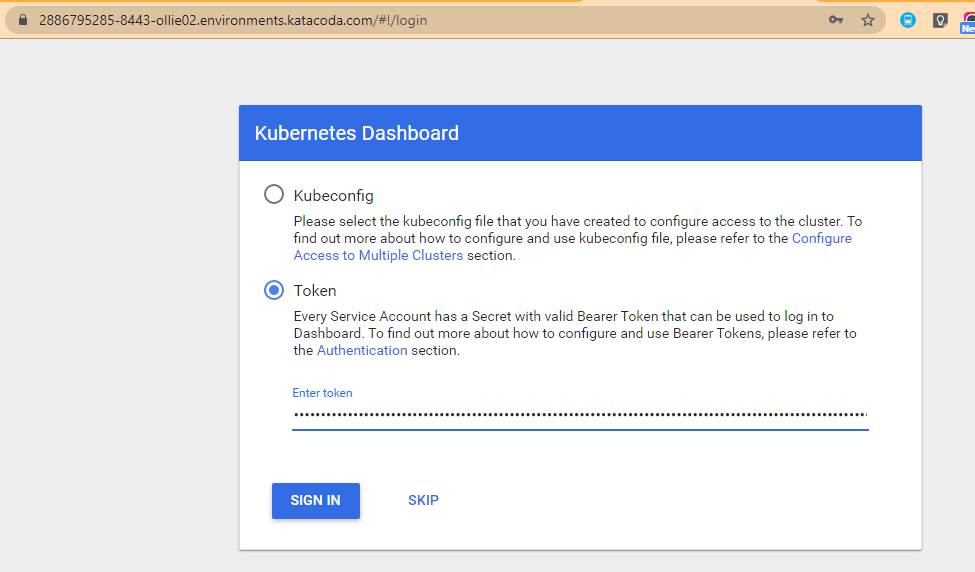 2886795285-8443-ollie02.environments.katacoda.com/#!/login
Kubernetes Dashboard
Kubeconfig
Please select the kubeconfig file that you have created to configure access to the cluster. To
find out more about how to configure and use kubeconfig file, please refer to the Configure
Access to Multiple Clusters section.
Token
Every Service Account has a Secret with valid Bearer Token that can be used to log in to
Dashboard. To find out more about how to configure and use Bearer Tokens, please refer to
the Authentication section.
Enter token
SIGN IN SKIP